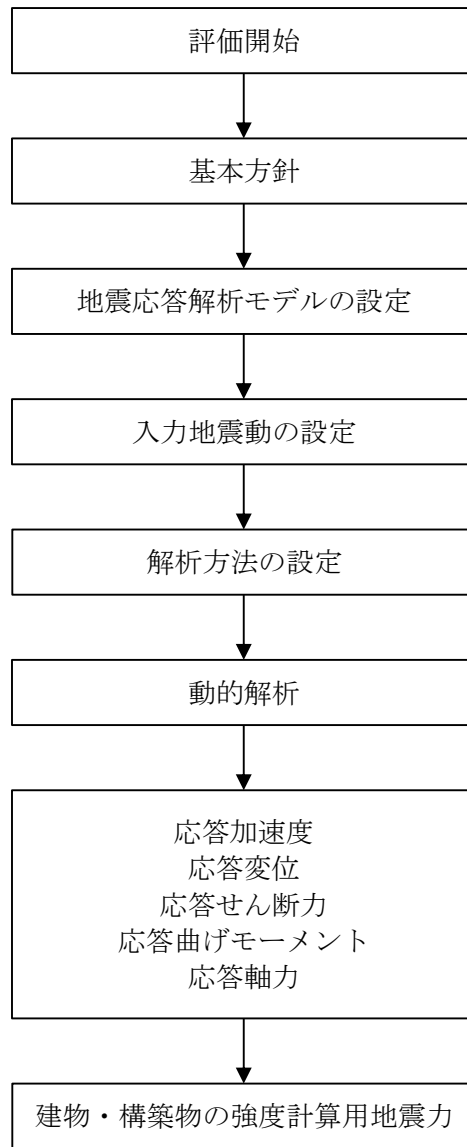 評価開始
基本方針
地震応答解析モデルの設定
入力地震動の設定
解析方法の設定
動的解析
応答加速度
応答変位
応答せん断力
応答曲げモーメント
応答軸力
建物・構築物の強度計算用地震力